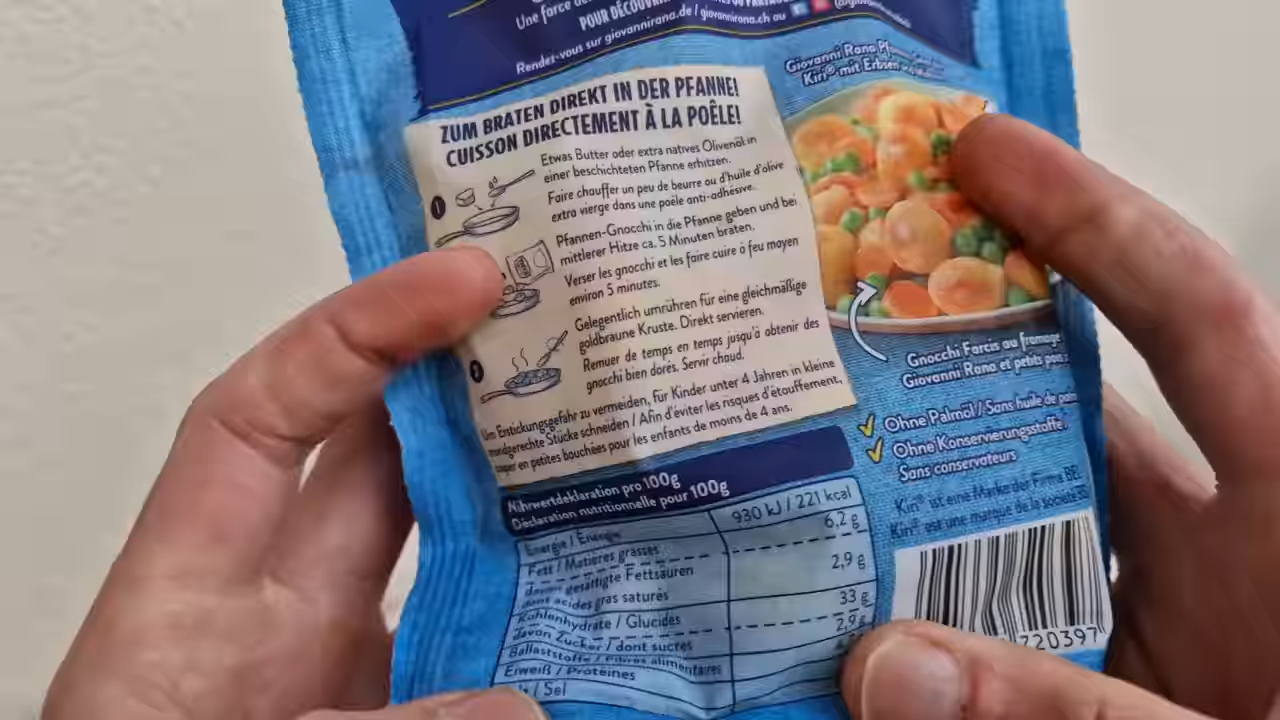 Une farce de
POUR DÉCOUVRIR
Rendez-vous sur giovannirana.de / giovannirana.ch ou
ZUM BRATEN DIREKT IN DER PFANNE!
CUISSON DIRECTEMENT À LA POÊLE!
1
Etwas Butter oder extra natives Olivenöl in
einer beschichteten Pfanne erhitzen.
Faire chauffer un peu de beurre ou d'huile d'olive
extra vierge dans une poêle anti-adhésive.
Pfannen-Gnocchi in die Pfanne geben und bei
mittlerer Hitze ca. 5 Minuten braten.
Verser les gnocchi et les faire cuire à feu moyen
environ 5 minutes.
Gelegentlich umrühren für eine gleichmäßige
goldbraune Kruste. Direkt servieren.
Remuer de temps en temps jusqu'à obtenir des
gnocchi bien dorés. Servir chaud.
Um Erstickungsgefahr zu vermeiden, für Kinder unter 4 Jahren in kleine
mundgerechte Stücke schneiden / Afin d'éviter les risques d'étouffement,
couper en petites bouchées pour les enfants de moins de 4 ans.
Giovanni Rana
Kiri® mit Erbsen
Gnocchi Farcis au fromage
Giovanni Rana et petits pois
Ohne Palmöl / Sans huile de palm
Ohne Konservierungsstoffe.
Sans conservateurs
Kiri® ist eine Marke der Firma BEL
Kiri® est une marque de la société
720397
Nährwertdeklaration pro 100g
Déclaration nutritionnelle pour 100g
Energie / Énergie 930 kJ / 221 kcal
Fett / Matières grasses 6,2 g
davon gesättigte Fettsäuren
dont acides gras saturés 2,9 g
Kohlenhydrate / Glucides 33 g
davon Zucker / dont sucres 2,9 g
Ballaststoffe / Fibres alimentaires
Eiweiß / Protéines
/ Sel